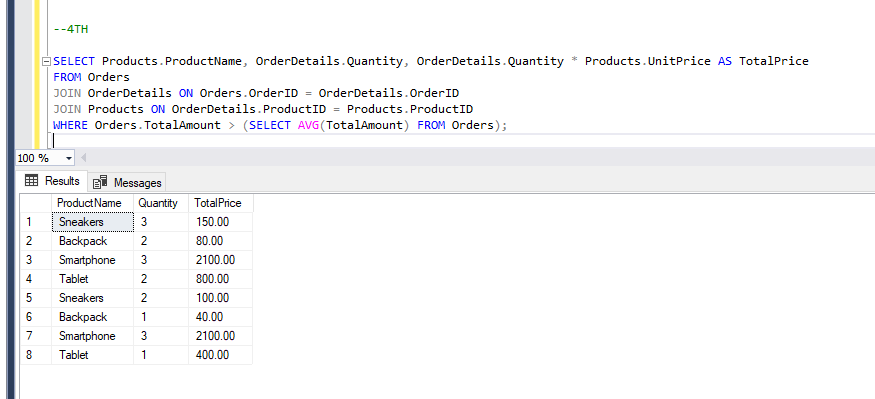 --4TH
SELECT Products.ProductName, OrderDetails.Quantity, OrderDetails.Quantity * Products.UnitPrice AS TotalPrice
FROM Orders
JOIN OrderDetails ON Orders.OrderID = OrderDetails.OrderID
JOIN Products ON OrderDetails.ProductID = Products.ProductID
WHERE Orders.TotalAmount > (SELECT AVG(TotalAmount) FROM Orders);
100 %
Results Messages
ProductName Quantity TotalPrice
1 Sneakers 3 150.00
2 Backpack 2 80.00
3 Smartphone 3 2100.00
4 Tablet 2 800.00
5 Sneakers 2 100.00
6 Backpack 1 40.00
7 Smartphone 3 2100.00
8 Tablet 1 400.00